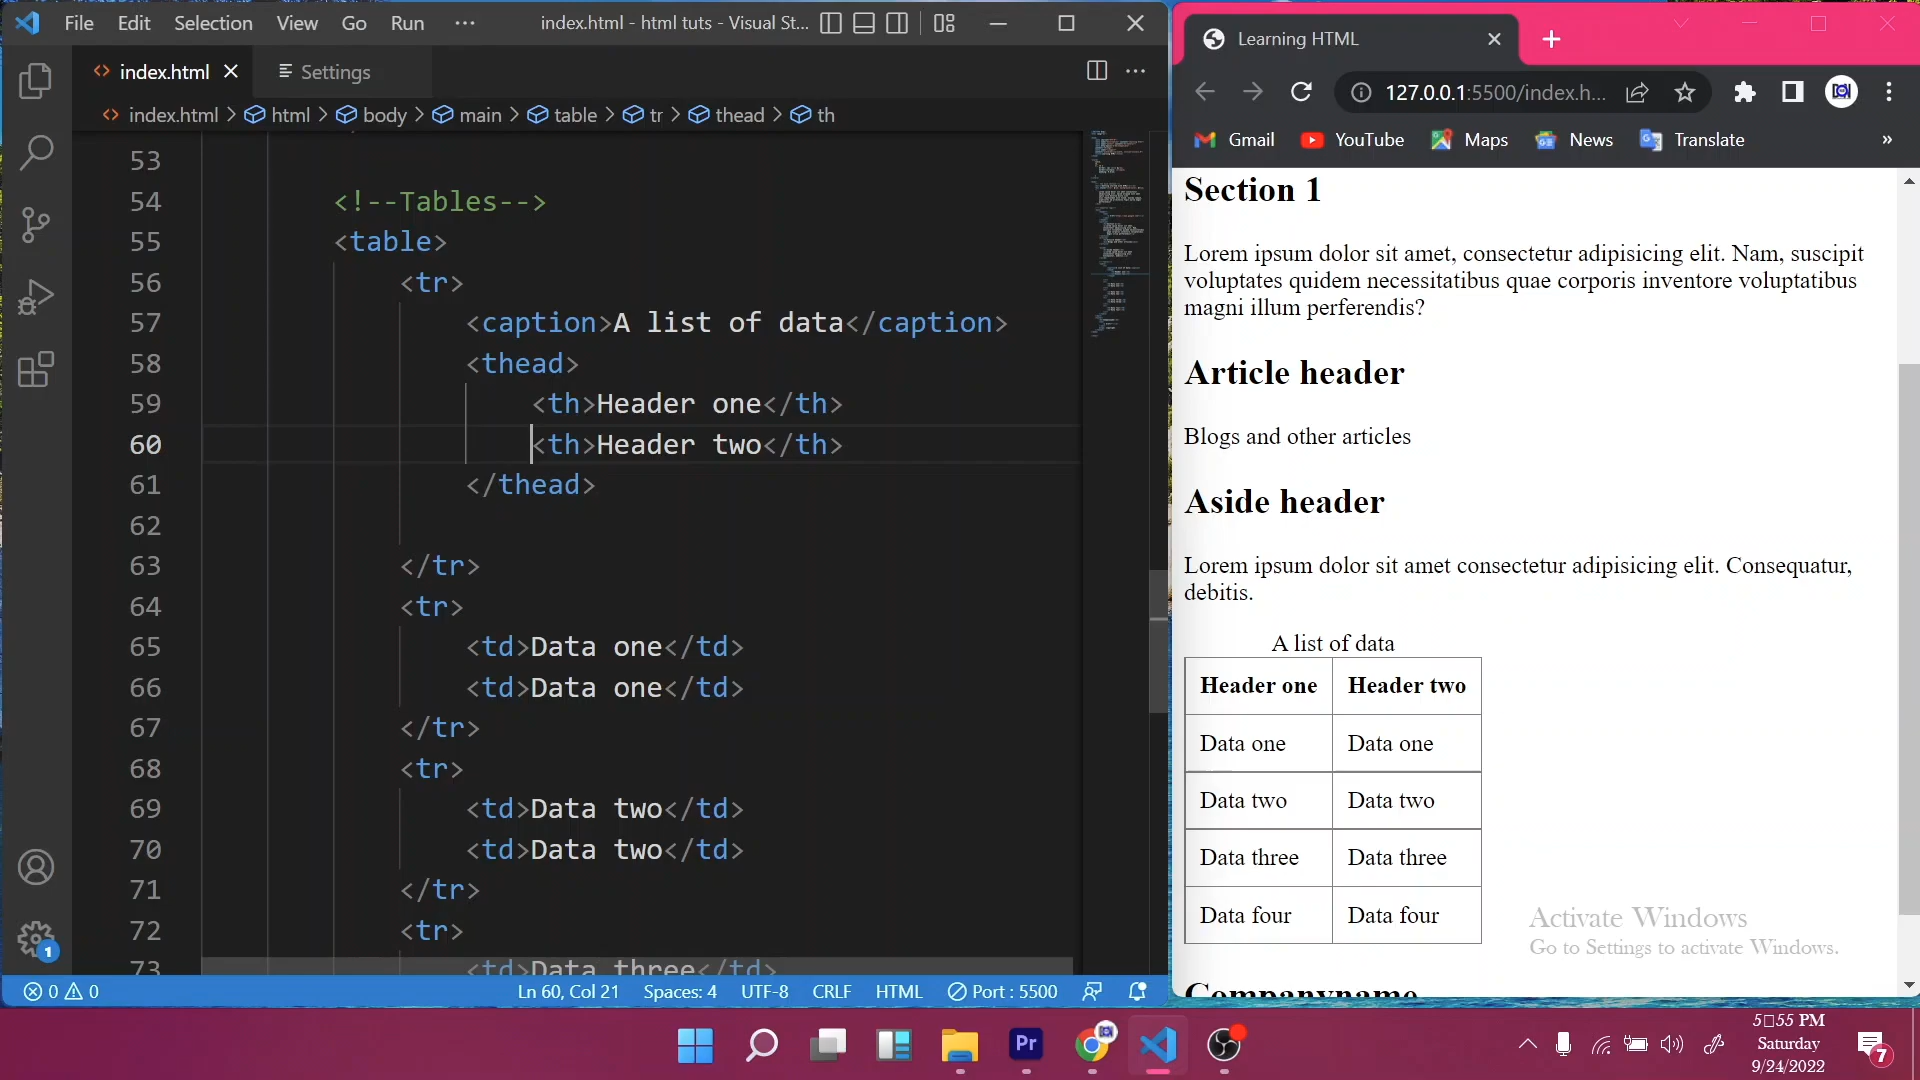 File Edit Selection View Go Run ··· index.html - html tuts - Visual St...
index.html Settings
index.html > html > body > main > table > tr > thead > th
53
54 <!--Tables-->
55 <table>
56 <tr>
57 <caption>A list of data</caption>
58 <thead>
59 <th>Header one</th>
60 <th>Header two</th>
61 </thead>
62
63 </tr>
64 <tr>
65 <td>Data one</td>
66 <td>Data one</td>
67 </tr>
68 <tr>
69 <td>Data two</td>
70 <td>Data two</td>
71 </tr>
72 <tr>
73 <td>Data three</td>
1
0 0 Ln 60, Col 21 Spaces: 4 UTF-8 CRLF HTML Port : 5500
Learning HTML
127.0.0.1:5500/index.h...
Gmail YouTube Maps News Translate »
Section 1
Lorem ipsum dolor sit amet, consectetur adipisicing elit. Nam, suscipit
voluptates quidem necessitatibus quae corporis inventore voluptatibus
magni illum perferendis?
Article header
Blogs and other articles
Aside header
Lorem ipsum dolor sit amet consectetur adipisicing elit. Consequatur,
debitis.
A list of data
Header one Header two
Data one Data one
Data two Data two
Data three Data three
Data four Data four
Activate Windows
Go to Settings to activate Windows.
Companyname
Pr
5□55 PM
Saturday
9/24/2022
7